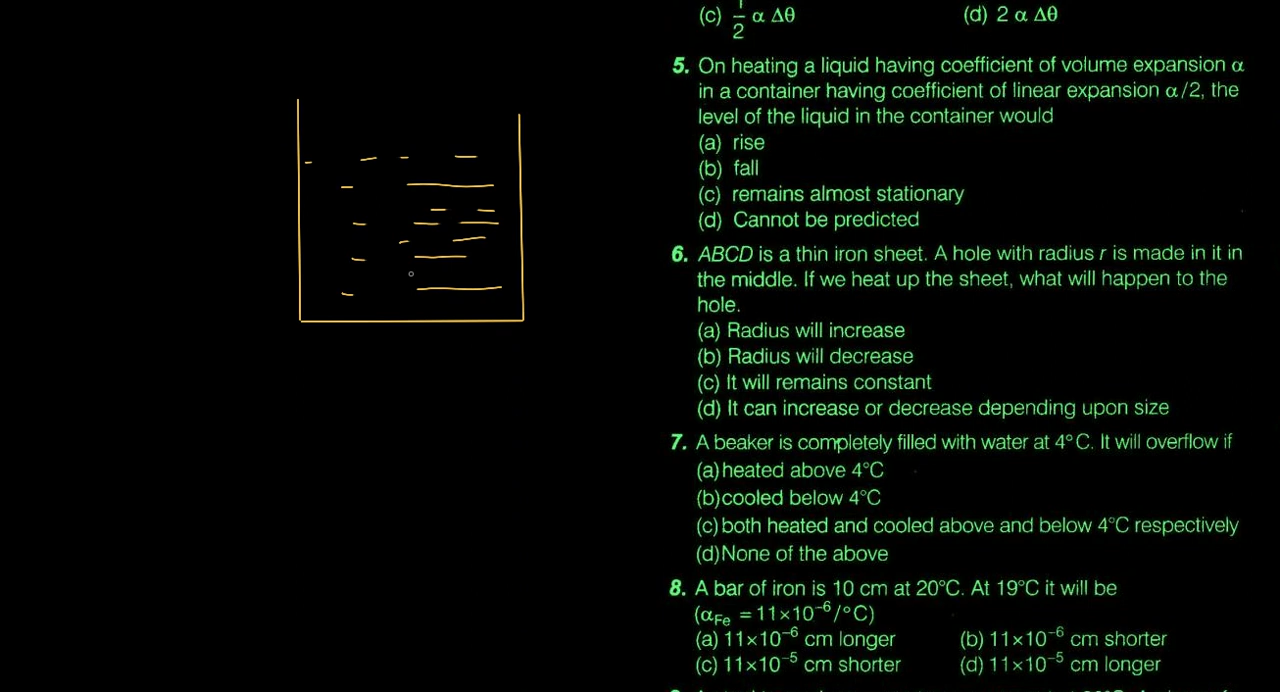 (c) 1/2 α Δθ (d) 2 α Δθ
5. On heating a liquid having coefficient of volume expansion α
in a container having coefficient of linear expansion α/2, the
level of the liquid in the container would
(a) rise
(b) fall
(c) remains almost stationary
(d) Cannot be predicted
6. ABCD is a thin iron sheet. A hole with radius r is made in it in
the middle. If we heat up the sheet, what will happen to the
hole.
(a) Radius will increase
(b) Radius will decrease
(c) It will remains constant
(d) It can increase or decrease depending upon size
7. A beaker is completely filled with water at 4°C. It will overflow if
(a) heated above 4°C
(b) cooled below 4°C
(c) both heated and cooled above and below 4°C respectively
(d) None of the above
8. A bar of iron is 10 cm at 20°C. At 19°C it will be
(αFe = 11×10⁻⁶/°C)
(a) 11×10⁻⁶ cm longer (b) 11×10⁻⁶ cm shorter
(c) 11×10⁻⁵ cm shorter (d) 11×10⁻⁵ cm longer